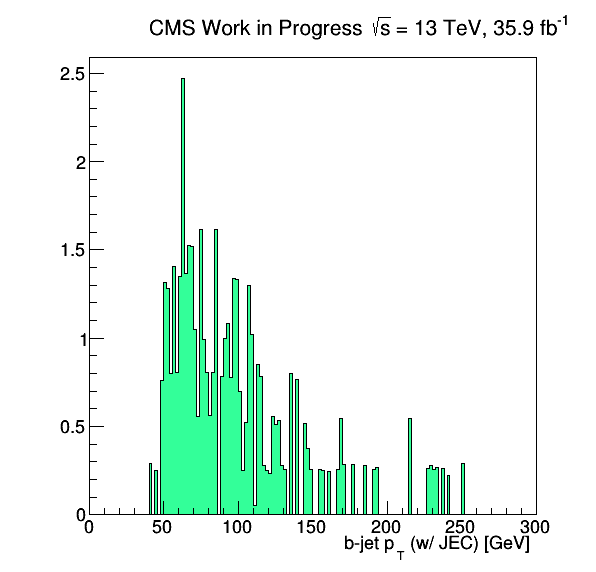 CMS Work in Progress √s = 13 TeV, 35.9 fb⁻¹
2.5
2
1.5
1
0.5
0
0 50 100 150 200 250 300
b-jet p_T (w/ JEC) [GeV]